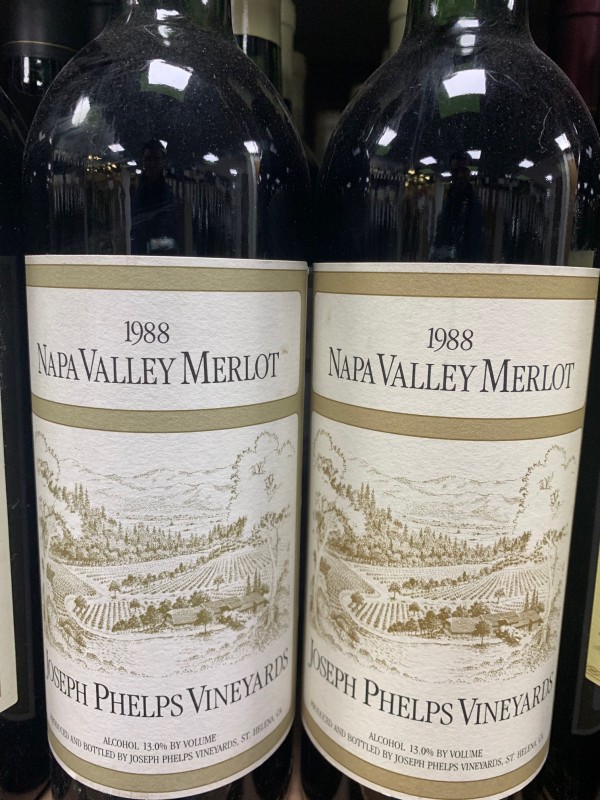 1988
NAPA VALLEY MERLOT
JOSEPH PHELPS VINEYARDS
ALCOHOL 13.0% BY VOLUME
PRODUCED AND BOTTLED BY JOSEPH PHELPS VINEYARDS, ST. HELENA, CA
1988
NAPA VALLEY MERLOT
JOSEPH PHELPS VINEYARDS
ALCOHOL 13.0% BY VOLUME
PRODUCED AND BOTTLED BY JOSEPH PHELPS VINEYARDS, ST. HELENA, CA